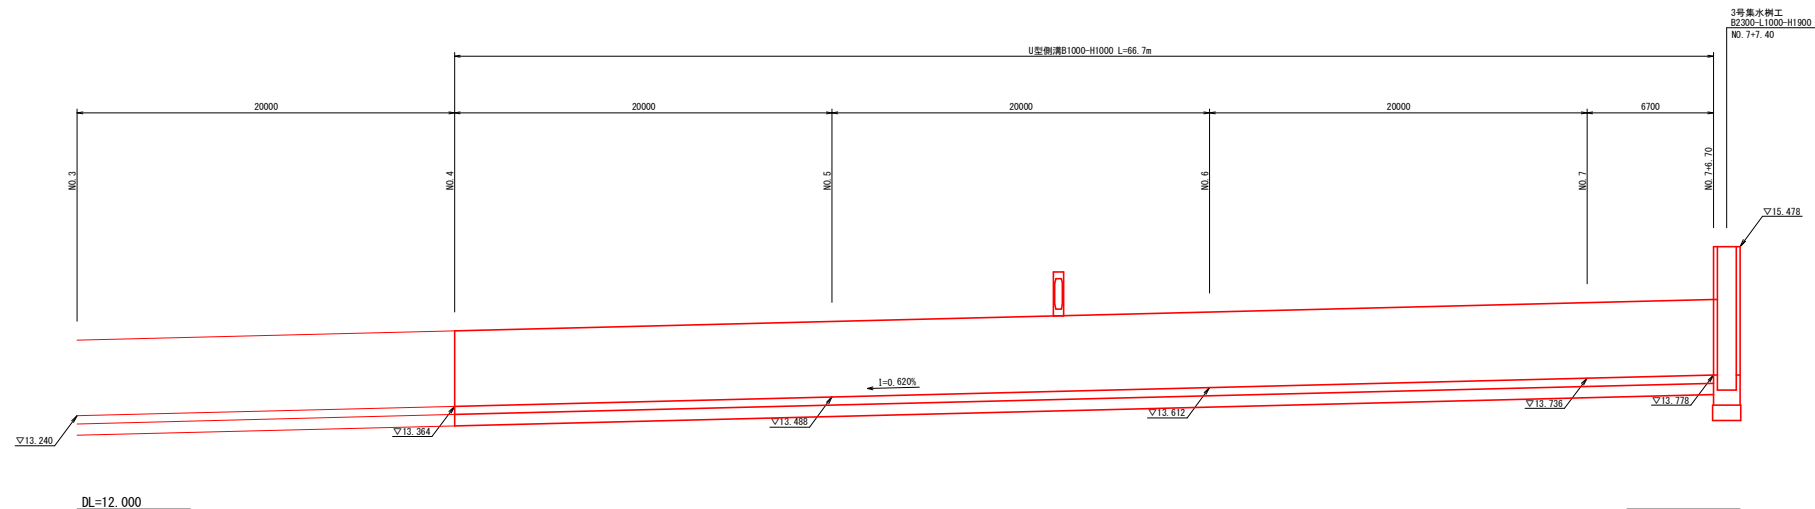 3号集水桝工
B2300-L1000-H1900
NO.7+7.40
U型側溝B1000-H1000 L=66.7m
20000
20000
20000
20000
6700
NO.3
NO.4
NO.5
NO.6
NO.7
NO.7+6.70
▽15.478
I=0.620%
▽13.240
▽13.364
▽13.488
▽13.612
▽13.736
▽13.778
DL=12.000